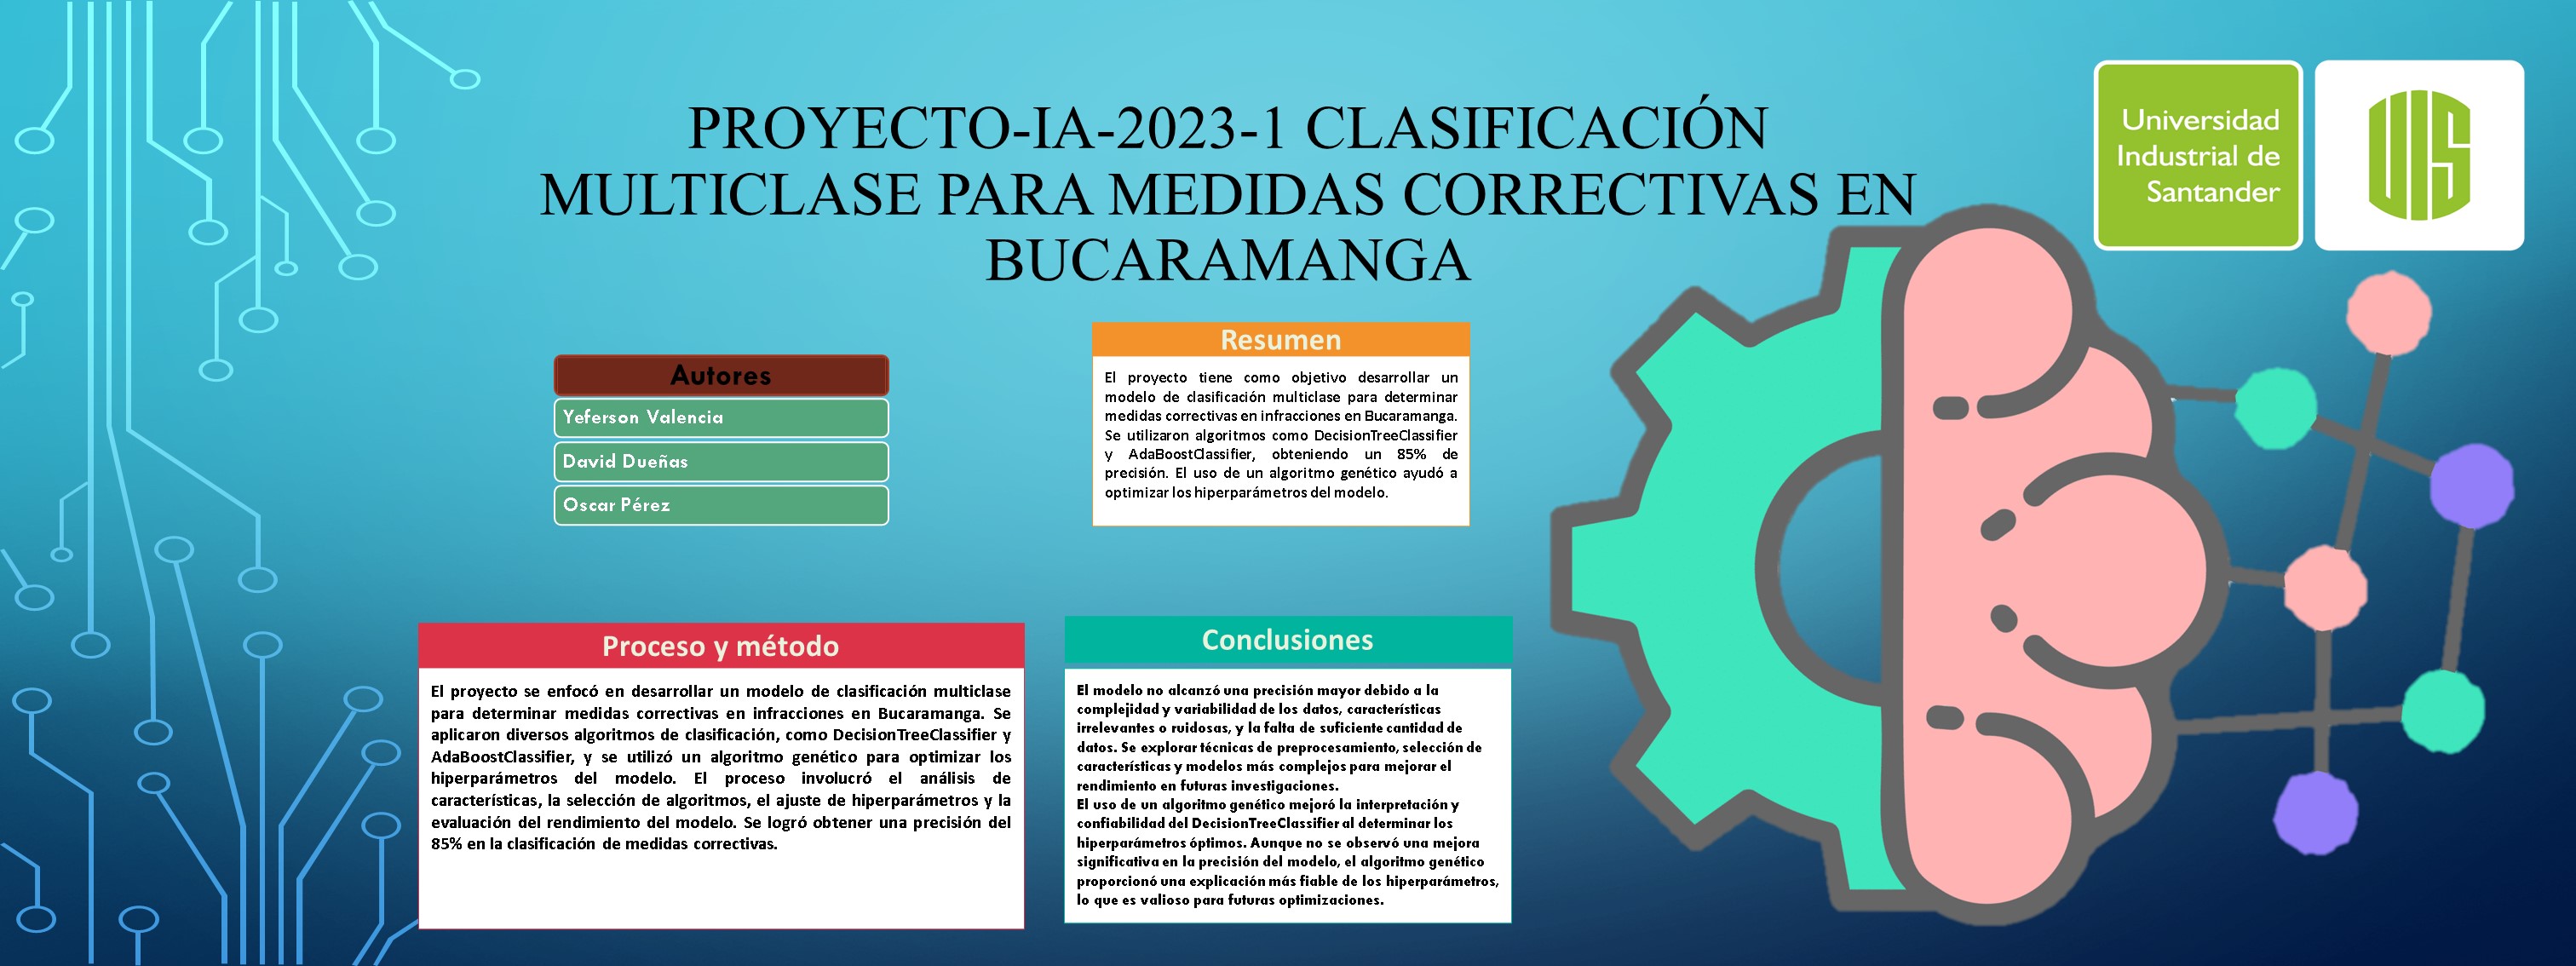 PROYECTO-IA-2023-1 CLASIFICACIÓN
MULTICLASE PARA MEDIDAS CORRECTIVAS EN
BUCARAMANGA
Universidad
Industrial de
Santander
UIS
Autores
Yeferson Valencia
David Dueñas
Oscar Pérez
Resumen
El proyecto tiene como objetivo desarrollar un
modelo de clasificación multiclase para determinar
medidas correctivas en infracciones en Bucaramanga.
Se utilizaron algoritmos como DecisionTreeClassifier
y AdaBoostClassifier, obteniendo un 85% de
precisión. El uso de un algoritmo genético ayudó a
optimizar los hiperparámetros del modelo.
Proceso y método
El proyecto se enfocó en desarrollar un modelo de clasificación multiclase
para determinar medidas correctivas en infracciones en Bucaramanga. Se
aplicaron diversos algoritmos de clasificación, como DecisionTreeClassifier y
AdaBoostClassifier, y se utilizó un algoritmo genético para optimizar los
hiperparámetros del modelo. El proceso involucró el análisis de
características, la selección de algoritmos, el ajuste de hiperparámetros y la
evaluación del rendimiento del modelo. Se logró obtener una precisión del
85% en la clasificación de medidas correctivas.
Conclusiones
El modelo no alcanzó una precisión mayor debido a la
complejidad y variabilidad de los datos, características
irrelevantes o ruidosas, y la falta de suficiente cantidad de
datos. Se explorar técnicas de preprocesamiento, selección de
características y modelos más complejos para mejorar el
rendimiento en futuras investigaciones.
El uso de un algoritmo genético mejoró la interpretación y
confiabilidad del DecisionTreeClassifier al determinar los
hiperparámetros óptimos. Aunque no se observó una mejora
significativa en la precisión del modelo, el algoritmo genético
proporcionó una explicación más fiable de los hiperparámetros,
lo que es valioso para futuras optimizaciones.